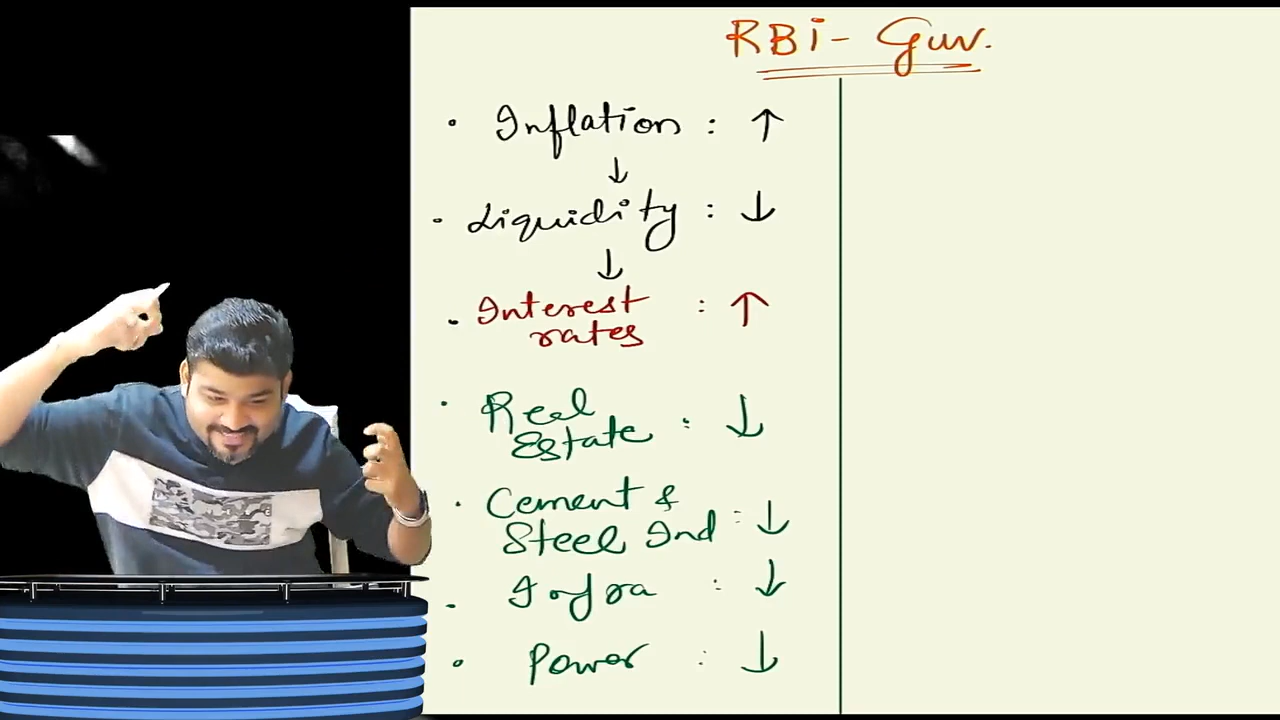 RBi - Guv.
• Inflation : ↑
↓
• Liquidity : ↓
↓
• Interest : ↑
rates
• Real
Estate : ↓
• Cement &
Steel Ind : ↓
• Infra : ↓
• Power : ↓